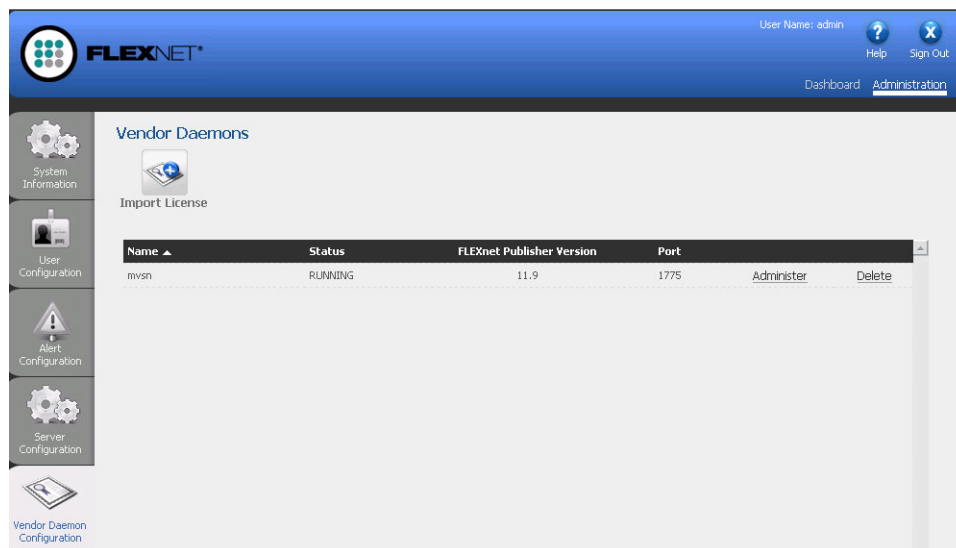 User Name: admin
Help
Sign Out
FLEXNET®
Dashboard
Administration
System
Information
User
Configuration
Alert
Configuration
Server
Configuration
Vendor Daemon
Configuration
Vendor Daemons
Import License
Name Status FLEXnet Publisher Version Port
mvsn RUNNING 11.9 1775 Administer Delete